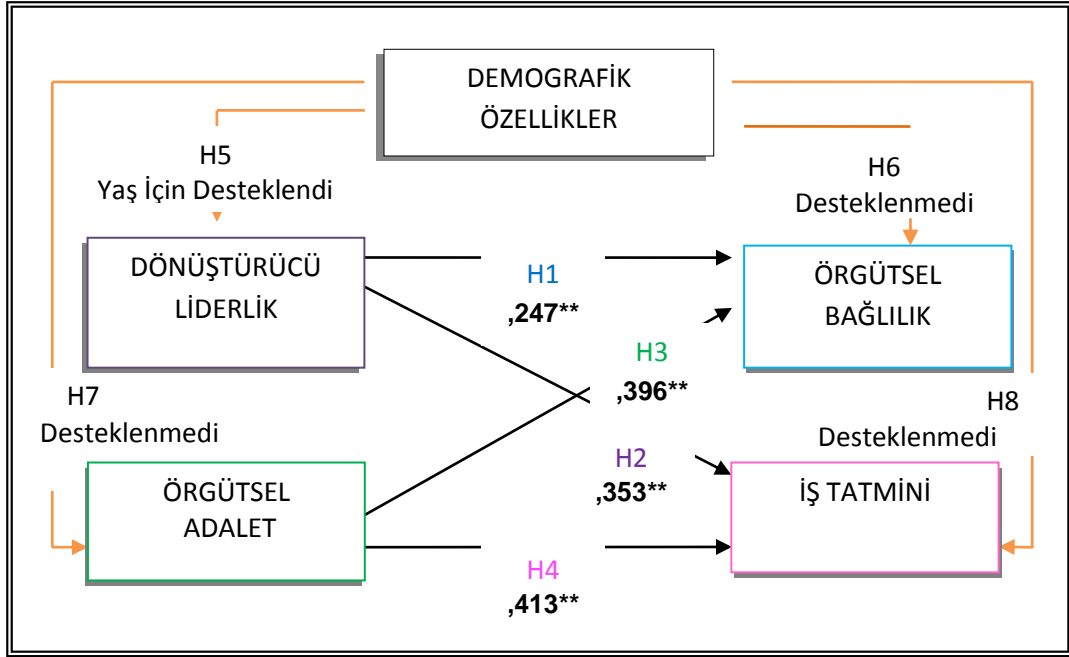 DEMOGRAFİK
ÖZELLİKLER
H5
Yaş İçin Desteklendi
H6
Desteklenmedi
DÖNÜŞTÜRÜCÜ
LİDERLİK
H1
,247**
ÖRGÜTSEL
BAĞLILIK
H3
,396**
H7
Desteklenmedi
H8
Desteklenmedi
H2
,353**
ÖRGÜTSEL
ADALET
İŞ TATMİNİ
H4
,413**